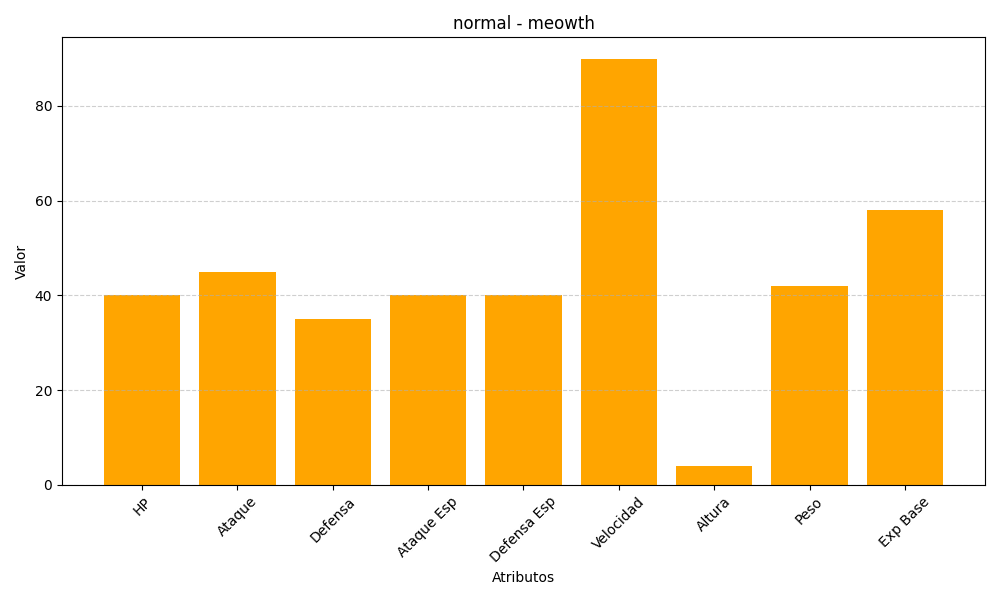 normal - meowth
Valor
80
60
40
20
0
HP
Ataque
Defensa
Ataque Esp
Defensa Esp
Velocidad
Altura
Peso
Exp Base
Atributos